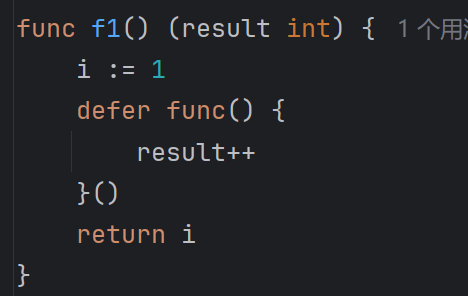 func f1() (result int) { 1 个用
    i := 1
    defer func() {
        result++
    }()
    return i
}